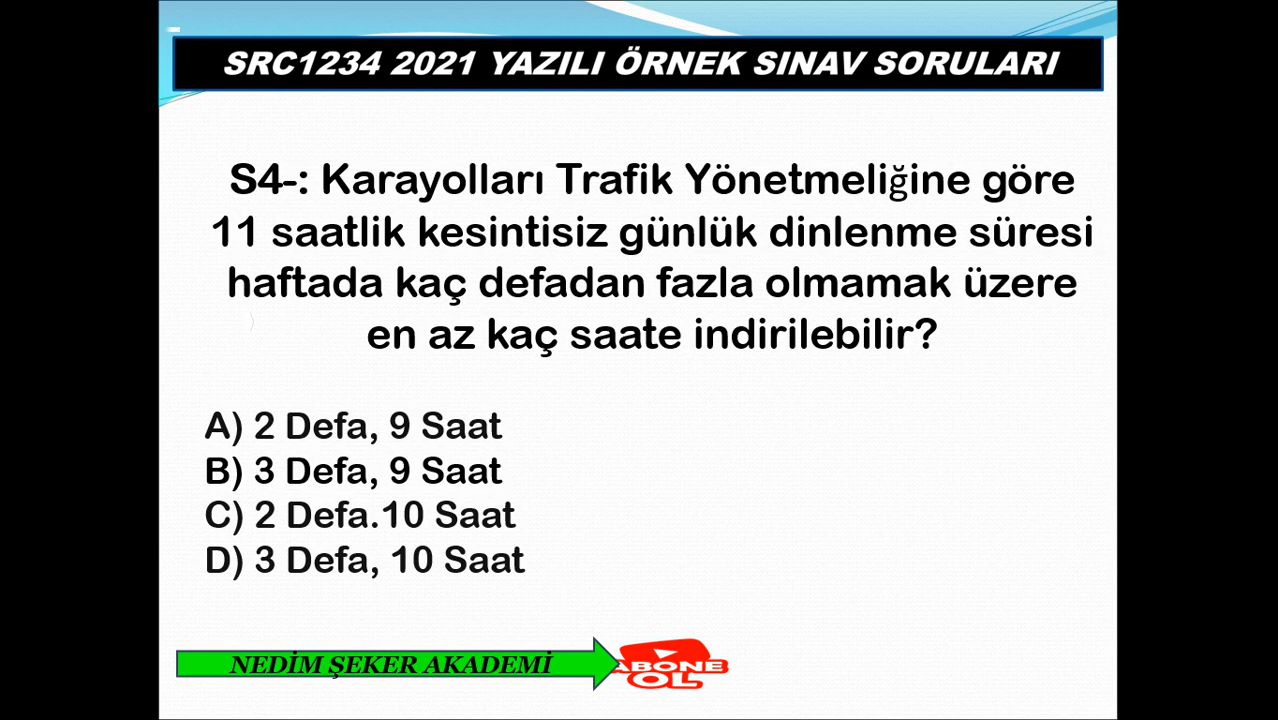 SRC1234 2021 YAZILI ÖRNEK SINAV SORULARI
S4-: Karayolları Trafik Yönetmeliğine göre
11 saatlik kesintisiz günlük dinlenme süresi
haftada kaç defadan fazla olmamak üzere
en az kaç saate indirilebilir?
A) 2 Defa, 9 Saat
B) 3 Defa, 9 Saat
C) 2 Defa.10 Saat
D) 3 Defa, 10 Saat
NEDİM ŞEKER AKADEMİ
ABONE
OL